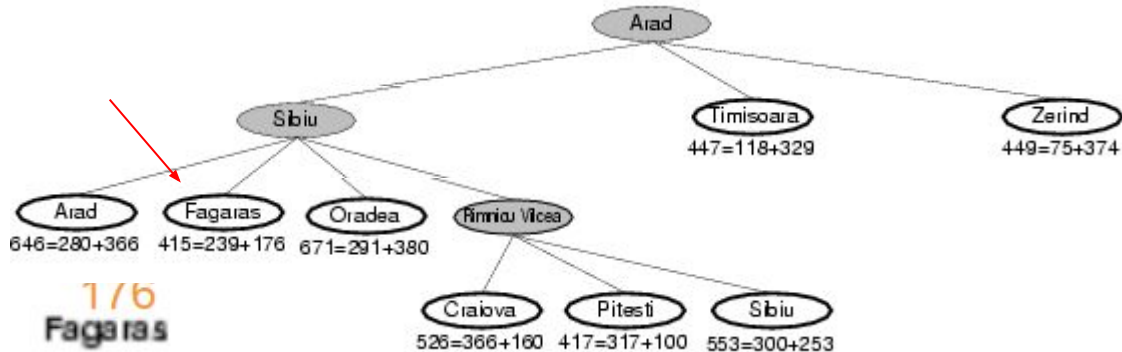 Arad
Sibiu
Timisoara
Zerind
447=118+329
449=75+374
Arad
Fagaras
Oradea
Rimnicu Vilcea
646=280+366
415=239+176
671=291+380
176
Fagaras
Craiova
Pitesti
Sibiu
526=366+160
417=317+100
553=300+253